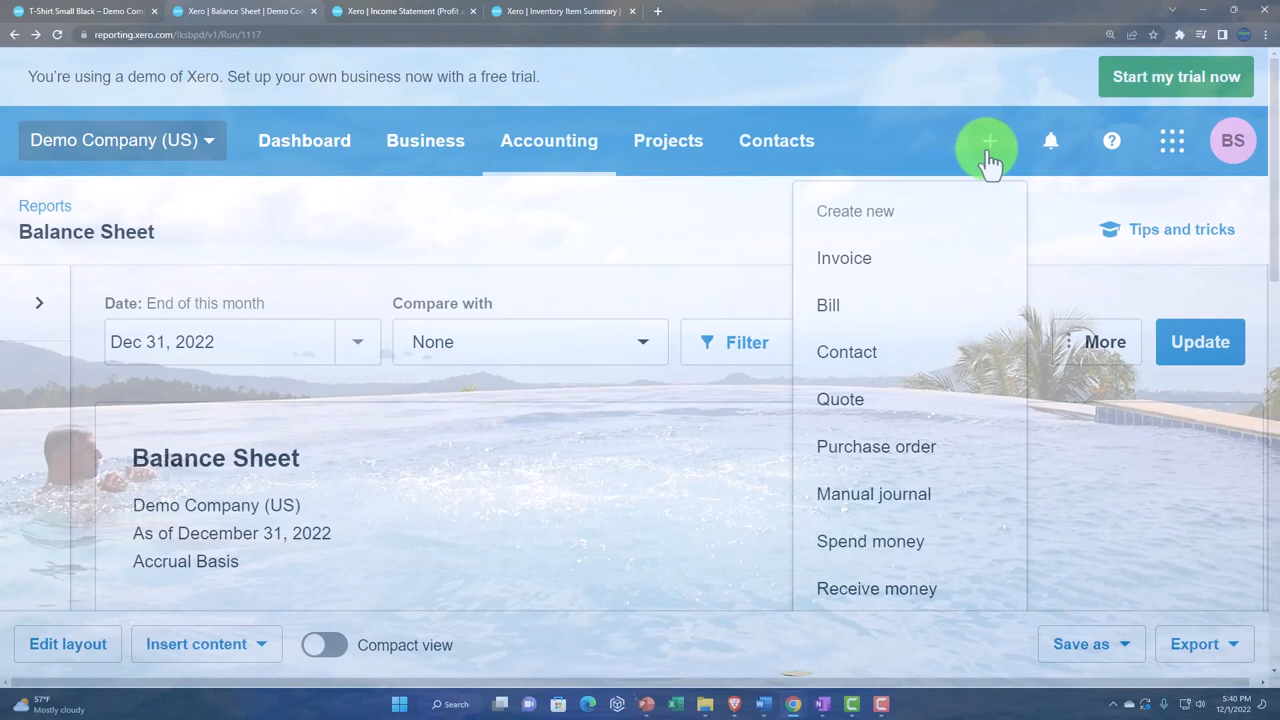 T-Shirt Small Black – Demo Com
Xero | Balance Sheet | Demo Co
Xero | Income Statement (Profit a
Xero | Inventory Item Summary |
reporting.xero.com/!ksbpd/v1/Run/1117
You're using a demo of Xero. Set up your own business now with a free trial.
Start my trial now
Demo Company (US)
Dashboard
Business
Accounting
Projects
Contacts
BS
Reports
Balance Sheet
Tips and tricks
Create new
Invoice
Bill
Contact
Quote
Purchase order
Manual journal
Spend money
Receive money
Date: End of this month
Dec 31, 2022
Compare with
None
Filter
More
Update
Balance Sheet
Demo Company (US)
As of December 31, 2022
Accrual Basis
Edit layout
Insert content
Compact view
Save as
Export
57°F
Mostly cloudy
Search
5:40 PM
12/1/2022